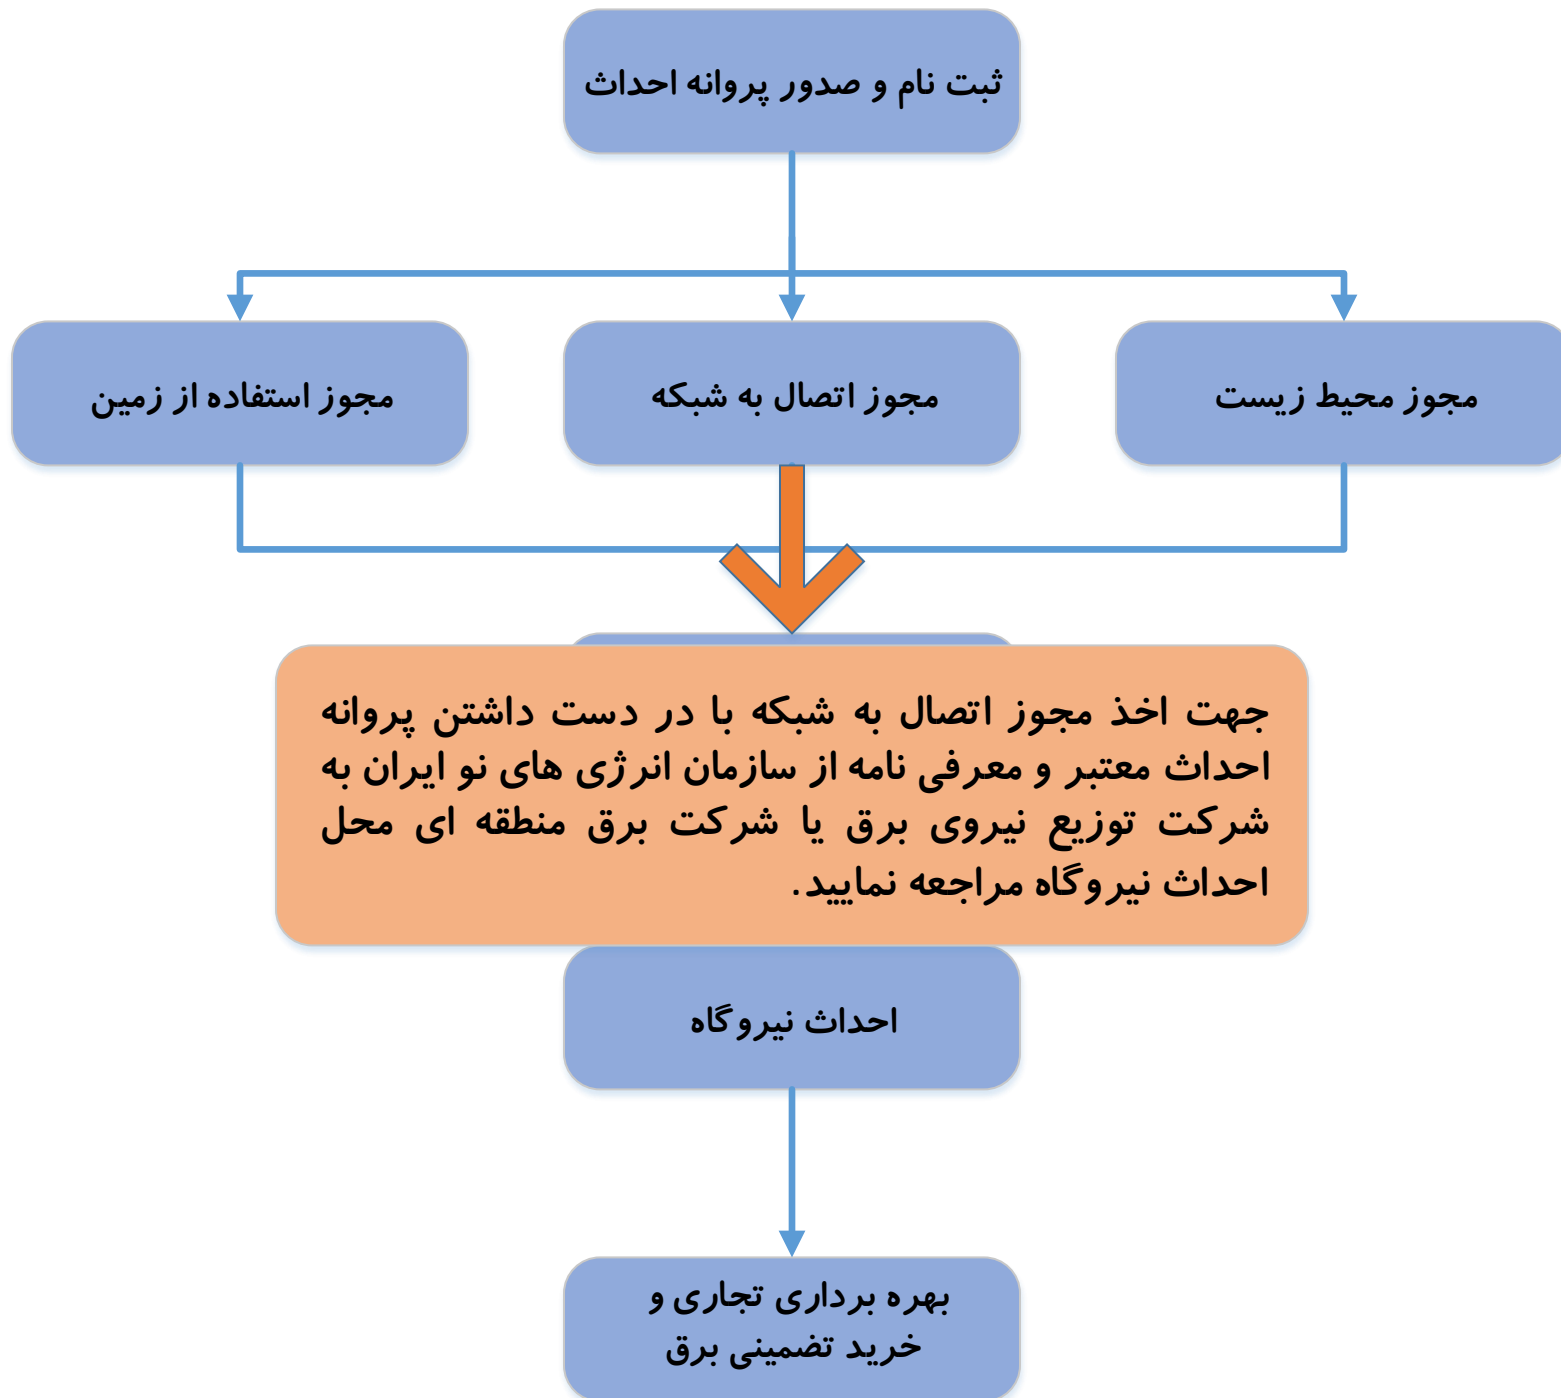 ثبت نام و صدور پروانه احداث
مجوز محیط زیست
مجوز اتصال به شبکه
مجوز استفاده از زمین
جهت اخذ مجوز اتصال به شبکه با در دست داشتن پروانه
احداث معتبر و معرفی نامه از سازمان انرژی های نو ایران به
شرکت توزیع نیروی برق یا شرکت برق منطقه ای محل
احداث نیروگاه مراجعه نمایید.
احداث نیروگاه
بهره برداری تجاری و
خرید تضمینی برق